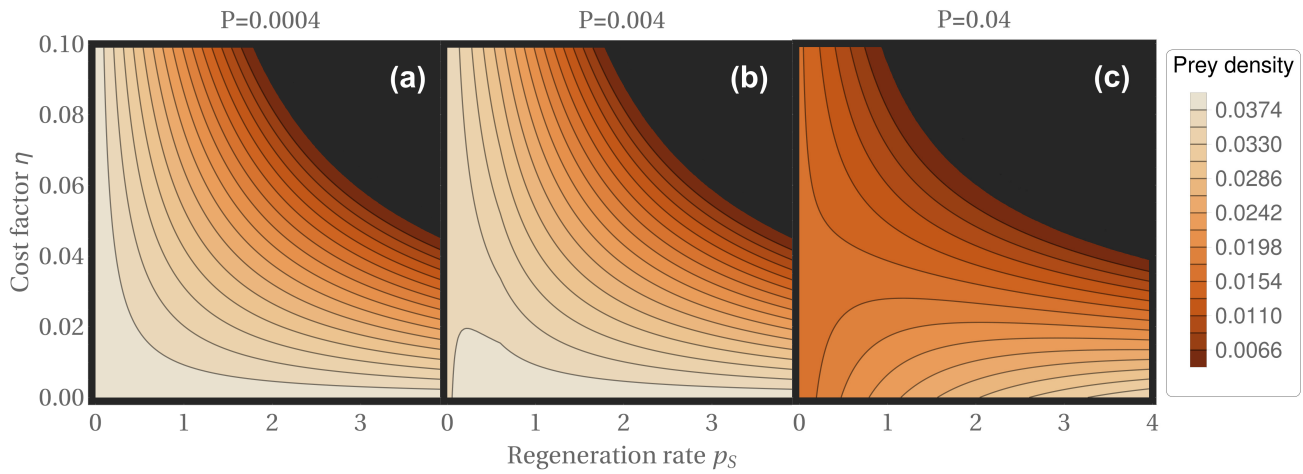 P=0.0004 P=0.004 P=0.04
(a) (b) (c)
Cost factor η
0.10
0.08
0.06
0.04
0.02
0.00
0 1 2 3 0 1 2 3 0 1 2 3 4
Regeneration rate pS
Prey density
0.0374
0.0330
0.0286
0.0242
0.0198
0.0154
0.0110
0.0066